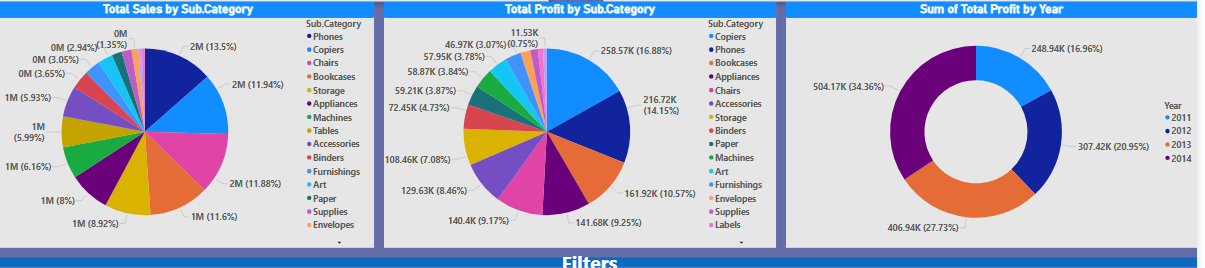 Total Sales by Sub.Category
0M
(1.35%)
0M (2.94%)
0M (3.05%)
0M (3.65%)
1M (5.93%)
1M
(5.99%)
1M (6.16%)
1M (8%)
1M (8.92%)
1M (11.6%)
2M (11.88%)
2M (11.94%)
2M (13.5%)
Sub.Category
Phones
Copiers
Chairs
Bookcases
Storage
Appliances
Machines
Tables
Accessories
Binders
Furnishings
Art
Paper
Supplies
Envelopes
Total Profit by Sub.Category
11.53K
(0.75%)
46.97K (3.07%)
57.95K (3.78%)
58.87K (3.84%)
59.21K (3.87%)
72.45K (4.73%)
108.46K (7.08%)
129.63K (8.46%)
140.4K (9.17%)
141.68K (9.25%)
161.92K (10.57%)
216.72K
(14.15%)
258.57K (16.88%)
Sub.Category
Copiers
Phones
Bookcases
Appliances
Chairs
Accessories
Storage
Binders
Paper
Machines
Art
Furnishings
Envelopes
Supplies
Labels
Sum of Total Profit by Year
248.94K (16.96%)
504.17K (34.36%)
307.42K (20.95%)
406.94K (27.73%)
Year
2011
2012
2013
2014
Filters